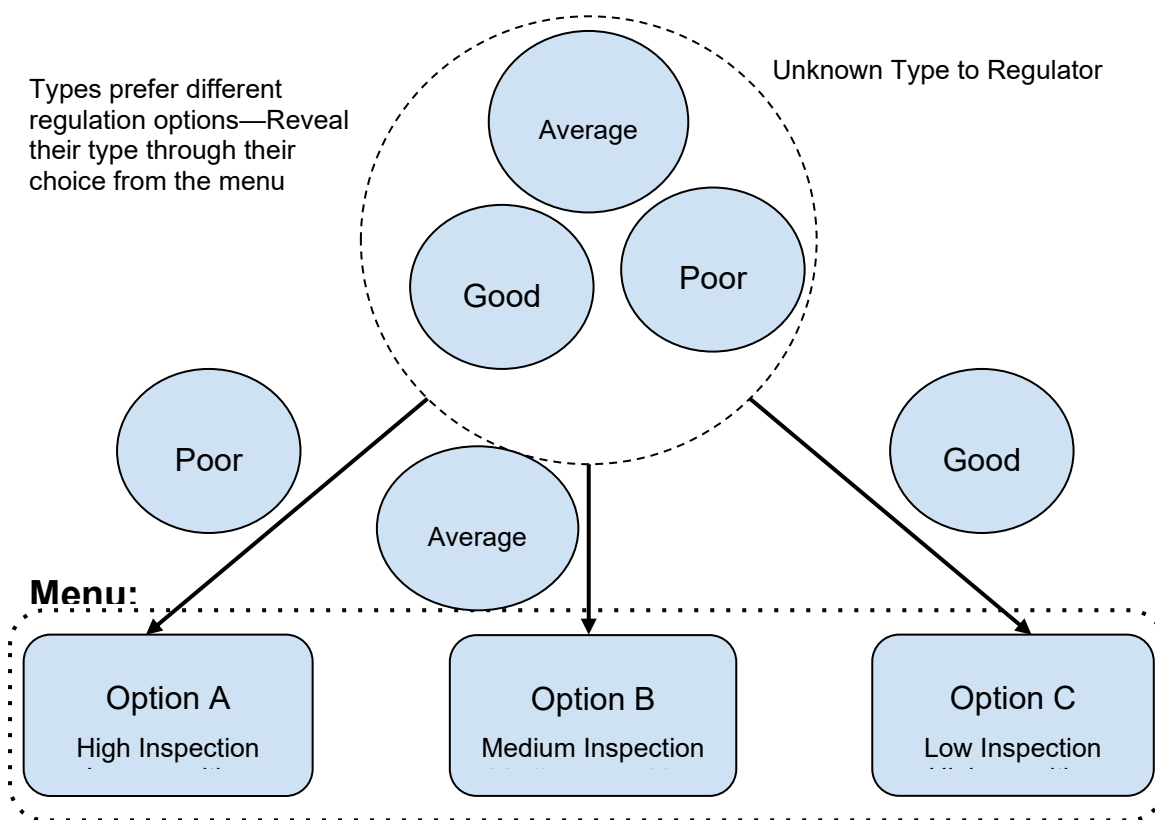 Types prefer different
regulation options—Reveal
their type through their
choice from the menu
Unknown Type to Regulator
Average
Good
Poor
Poor
Average
Good
Menu:
Option A
High Inspection
Option B
Medium Inspection
Option C
Low Inspection